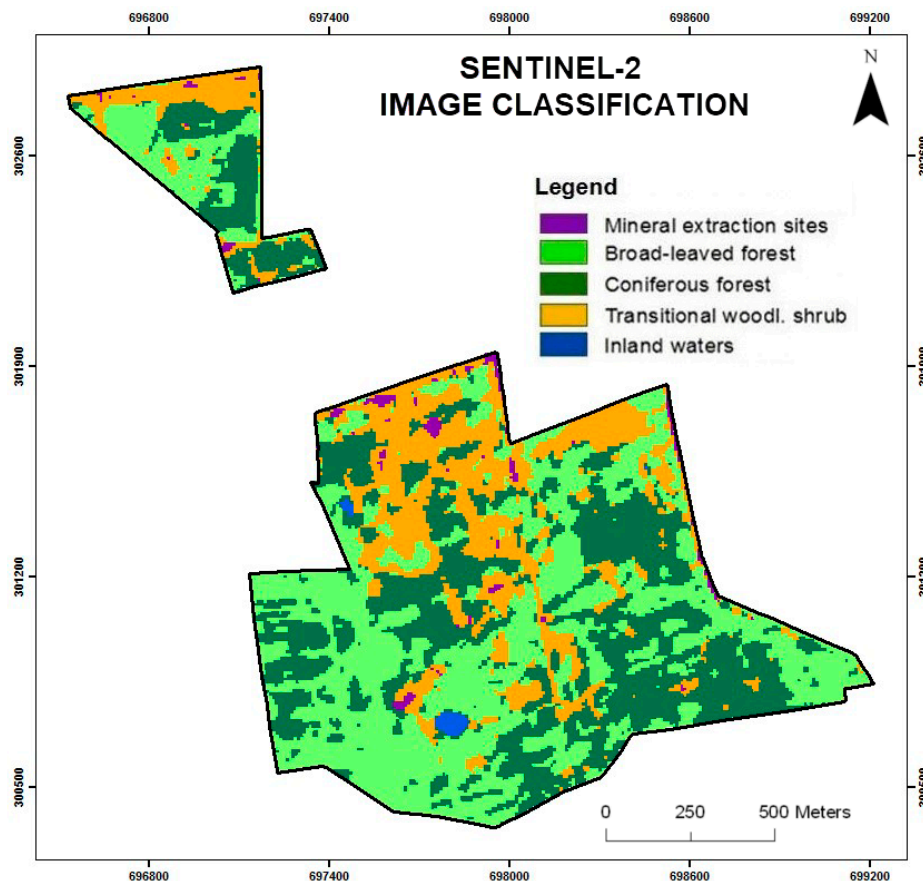 696800 697400 698000 698600 699200
SENTINEL-2
IMAGE CLASSIFICATION
N
302600
Legend
Mineral extraction sites
Broad-leaved forest
Coniferous forest
Transitional woodl. shrub
Inland waters
301900
301200
300500
0 250 500 Meters
696800 697400 698000 698600 699200